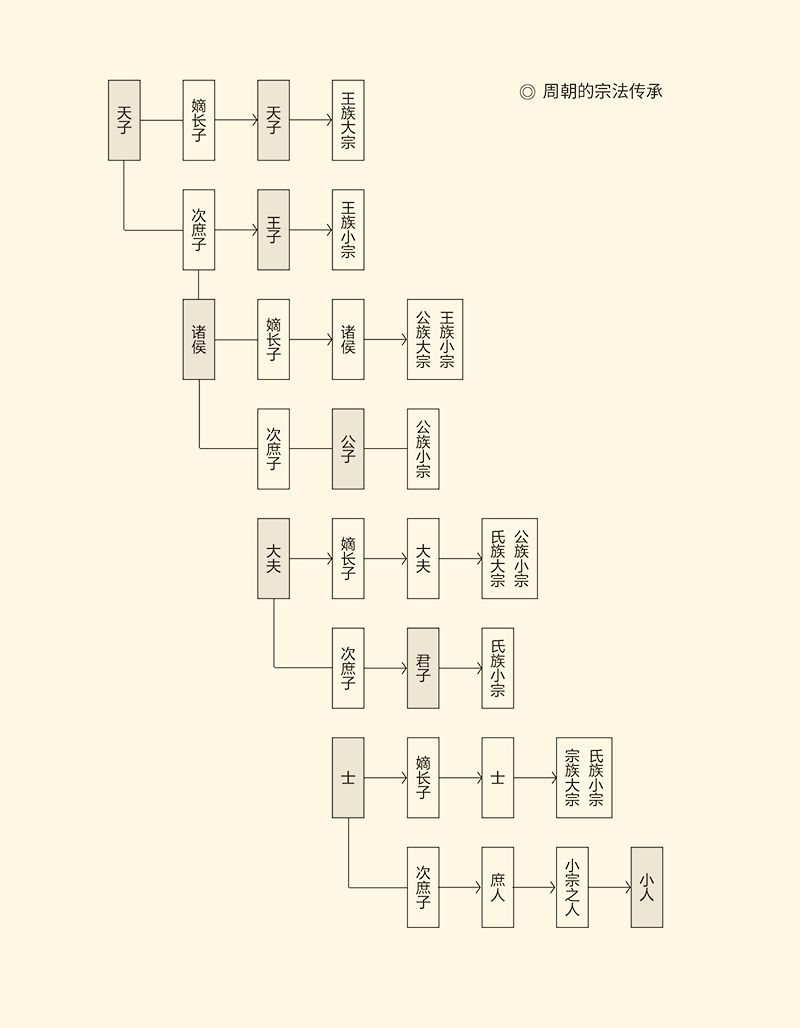 ◎ 周朝的宗法传承
天子
嫡长子
天子
王族大宗
次庶子
王子
王族小宗
诸侯
嫡长子
诸侯
王族小宗
公族大宗
次庶子
公子
公族小宗
大夫
嫡长子
大夫
公族小宗
氏族大宗
次庶子
君子
氏族小宗
士
嫡长子
士
氏族小宗
宗族大宗
次庶子
庶人
小宗之人
小人